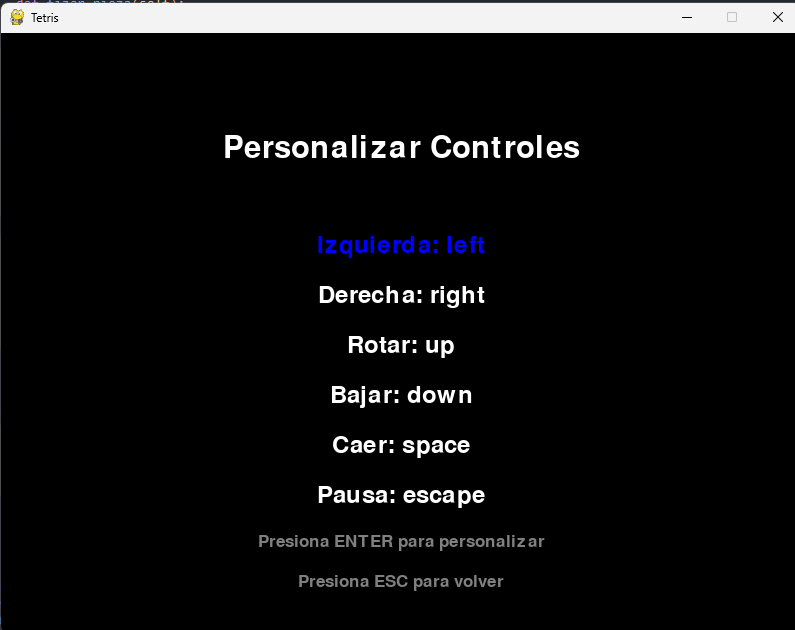 Tetris
Personalizar Controles
Izquierda: left
Derecha: right
Rotar: up
Bajar: down
Caer: space
Pausa: escape
Presiona ENTER para personalizar
Presiona ESC para volver